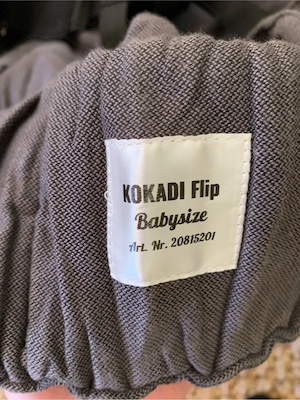 KOKADI Flip
Babysize
Art. Nr. 20815201